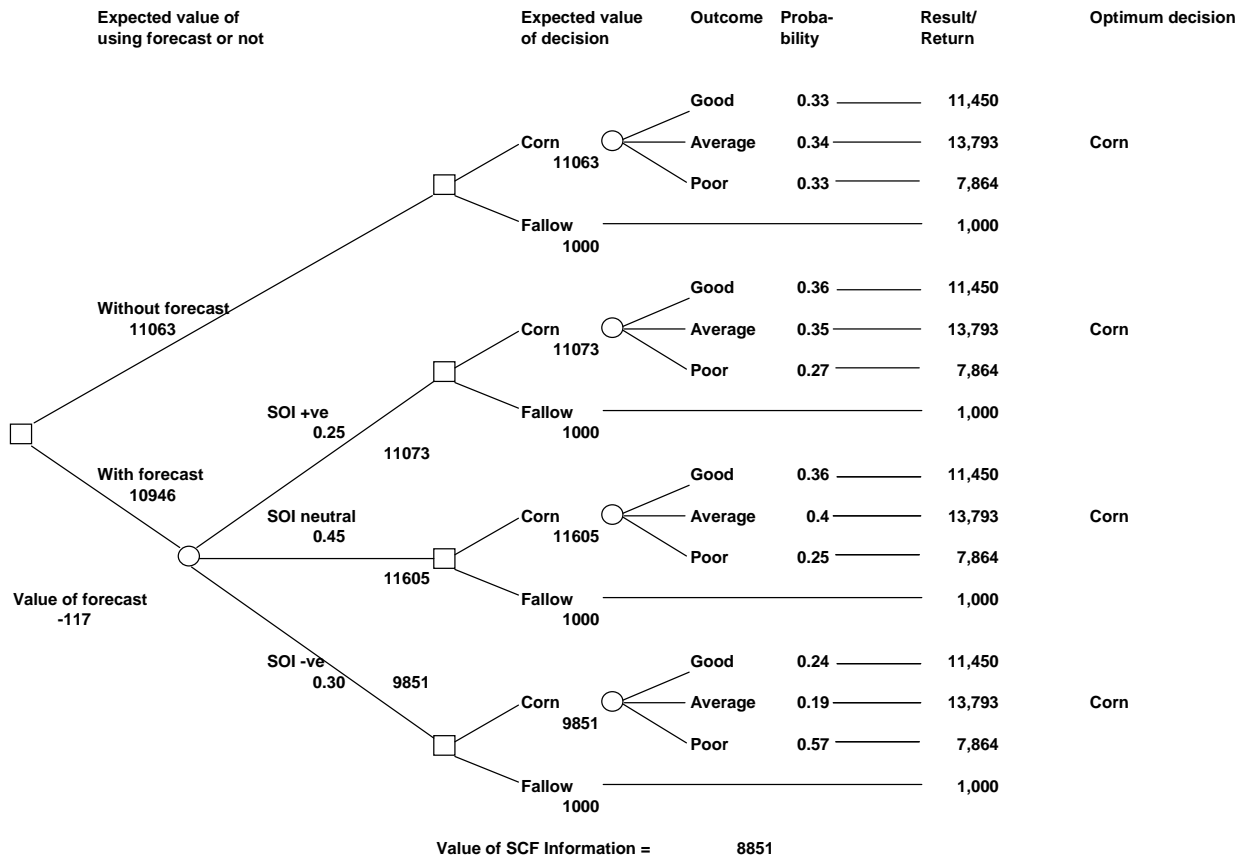 Expected value of Expected value Outcome Proba- Result/ Optimum decision
using forecast or not of decision bility Return
Good 0.33 11,450
Corn Average 0.34 13,793 Corn
11063
Poor 0.33 7,864
Fallow 1,000
1000
Good 0.36 11,450
Without forecast
11063 Corn Average 0.35 13,793 Corn
11073
Poor 0.27 7,864
SOI +ve Fallow 1,000
0.25 1000
11073
With forecast Good 0.36 11,450
10946
SOI neutral Corn Average 0.4 13,793 Corn
0.45 11605
Poor 0.25 7,864
11605
Value of forecast Fallow 1,000
-117 1000
SOI -ve Good 0.24 11,450
0.30 9851
Corn Average 0.19 13,793 Corn
9851
Poor 0.57 7,864
Fallow 1,000
1000
Value of SCF Information = 8851